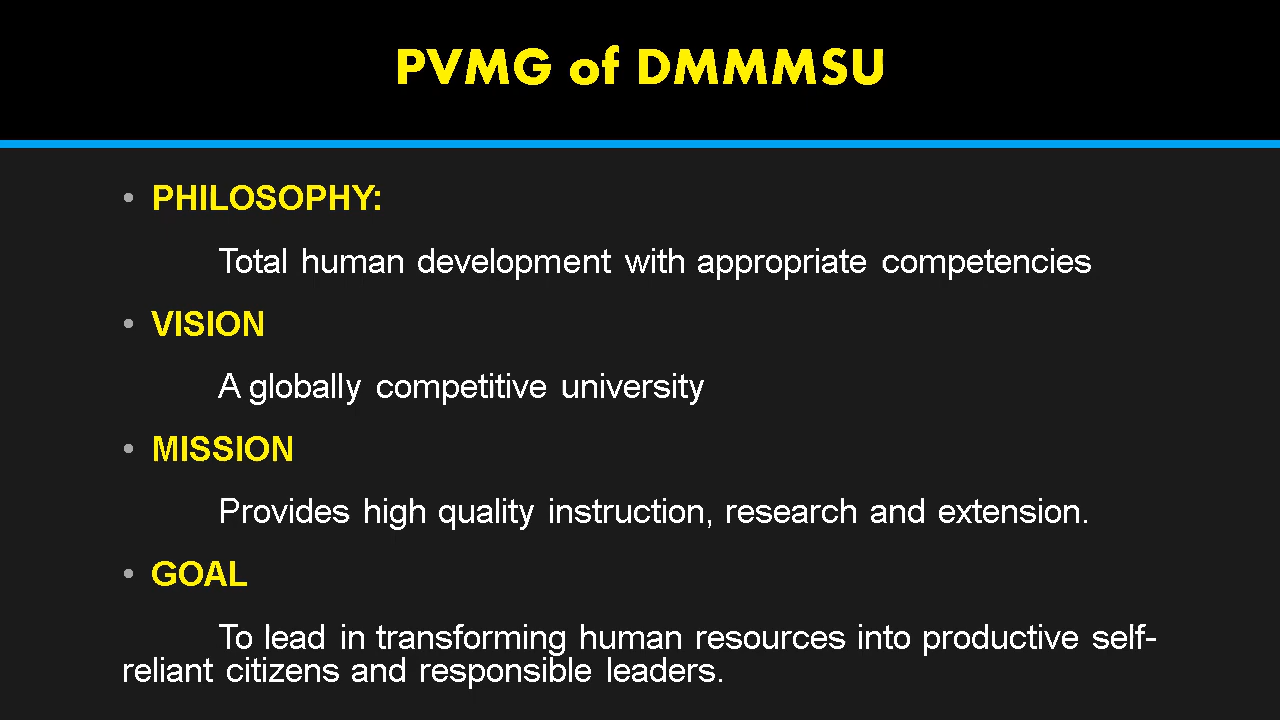 PVMG of DMMMSU
• PHILOSOPHY:
Total human development with appropriate competencies
• VISION
A globally competitive university
• MISSION
Provides high quality instruction, research and extension.
• GOAL
To lead in transforming human resources into productive self-
reliant citizens and responsible leaders.